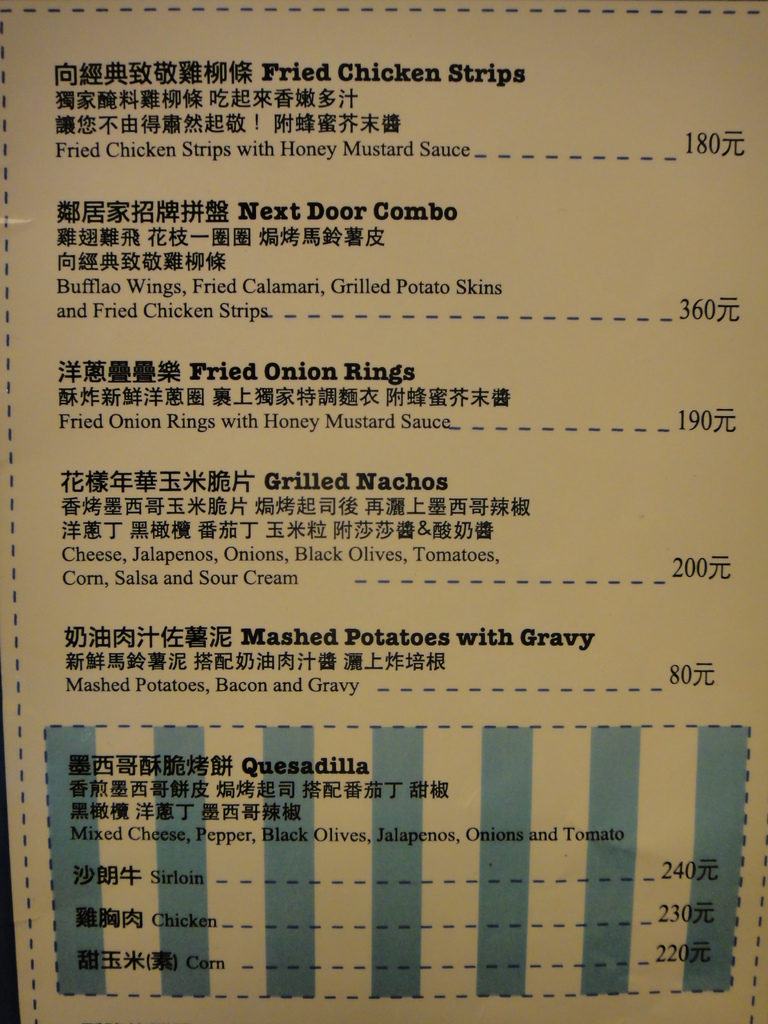 向經典致敬雞柳條 Fried Chicken Strips
獨家醃料雞柳條 吃起來香嫩多汁
讓您不由得肅然起敬！ 附蜂蜜芥末醬
Fried Chicken Strips with Honey Mustard Sauce 180元
鄰居家招牌拼盤 Next Door Combo
雞翅難飛 花枝一圈圈 焗烤馬鈴薯皮
向經典致敬雞柳條
Bufflao Wings, Fried Calamari, Grilled Potato Skins
and Fried Chicken Strips 360元
洋蔥疊疊樂 Fried Onion Rings
酥炸新鮮洋蔥圈 裹上獨家特調麵衣 附蜂蜜芥末醬
Fried Onion Rings with Honey Mustard Sauce 190元
花樣年華玉米脆片 Grilled Nachos
香烤墨西哥玉米脆片 焗烤起司後 再灑上墨西哥辣椒
洋蔥丁 黑橄欖 番茄丁 玉米粒 附莎莎醬&酸奶醬
Cheese, Jalapenos, Onions, Black Olives, Tomatoes,
Corn, Salsa and Sour Cream 200元
奶油肉汁佐薯泥 Mashed Potatoes with Gravy
新鮮馬鈴薯泥 搭配奶油肉汁醬 灑上炸培根
Mashed Potatoes, Bacon and Gravy 80元
墨西哥酥脆烤餅 Quesadilla
香煎墨西哥餅皮 焗烤起司 搭配番茄丁 甜椒
黑橄欖 洋蔥丁 墨西哥辣椒
Mixed Cheese, Pepper, Black Olives, Jalapenos, Onions and Tomato
沙朗牛 Sirloin 240元
雞胸肉 Chicken 230元
甜玉米(素) Corn 220元